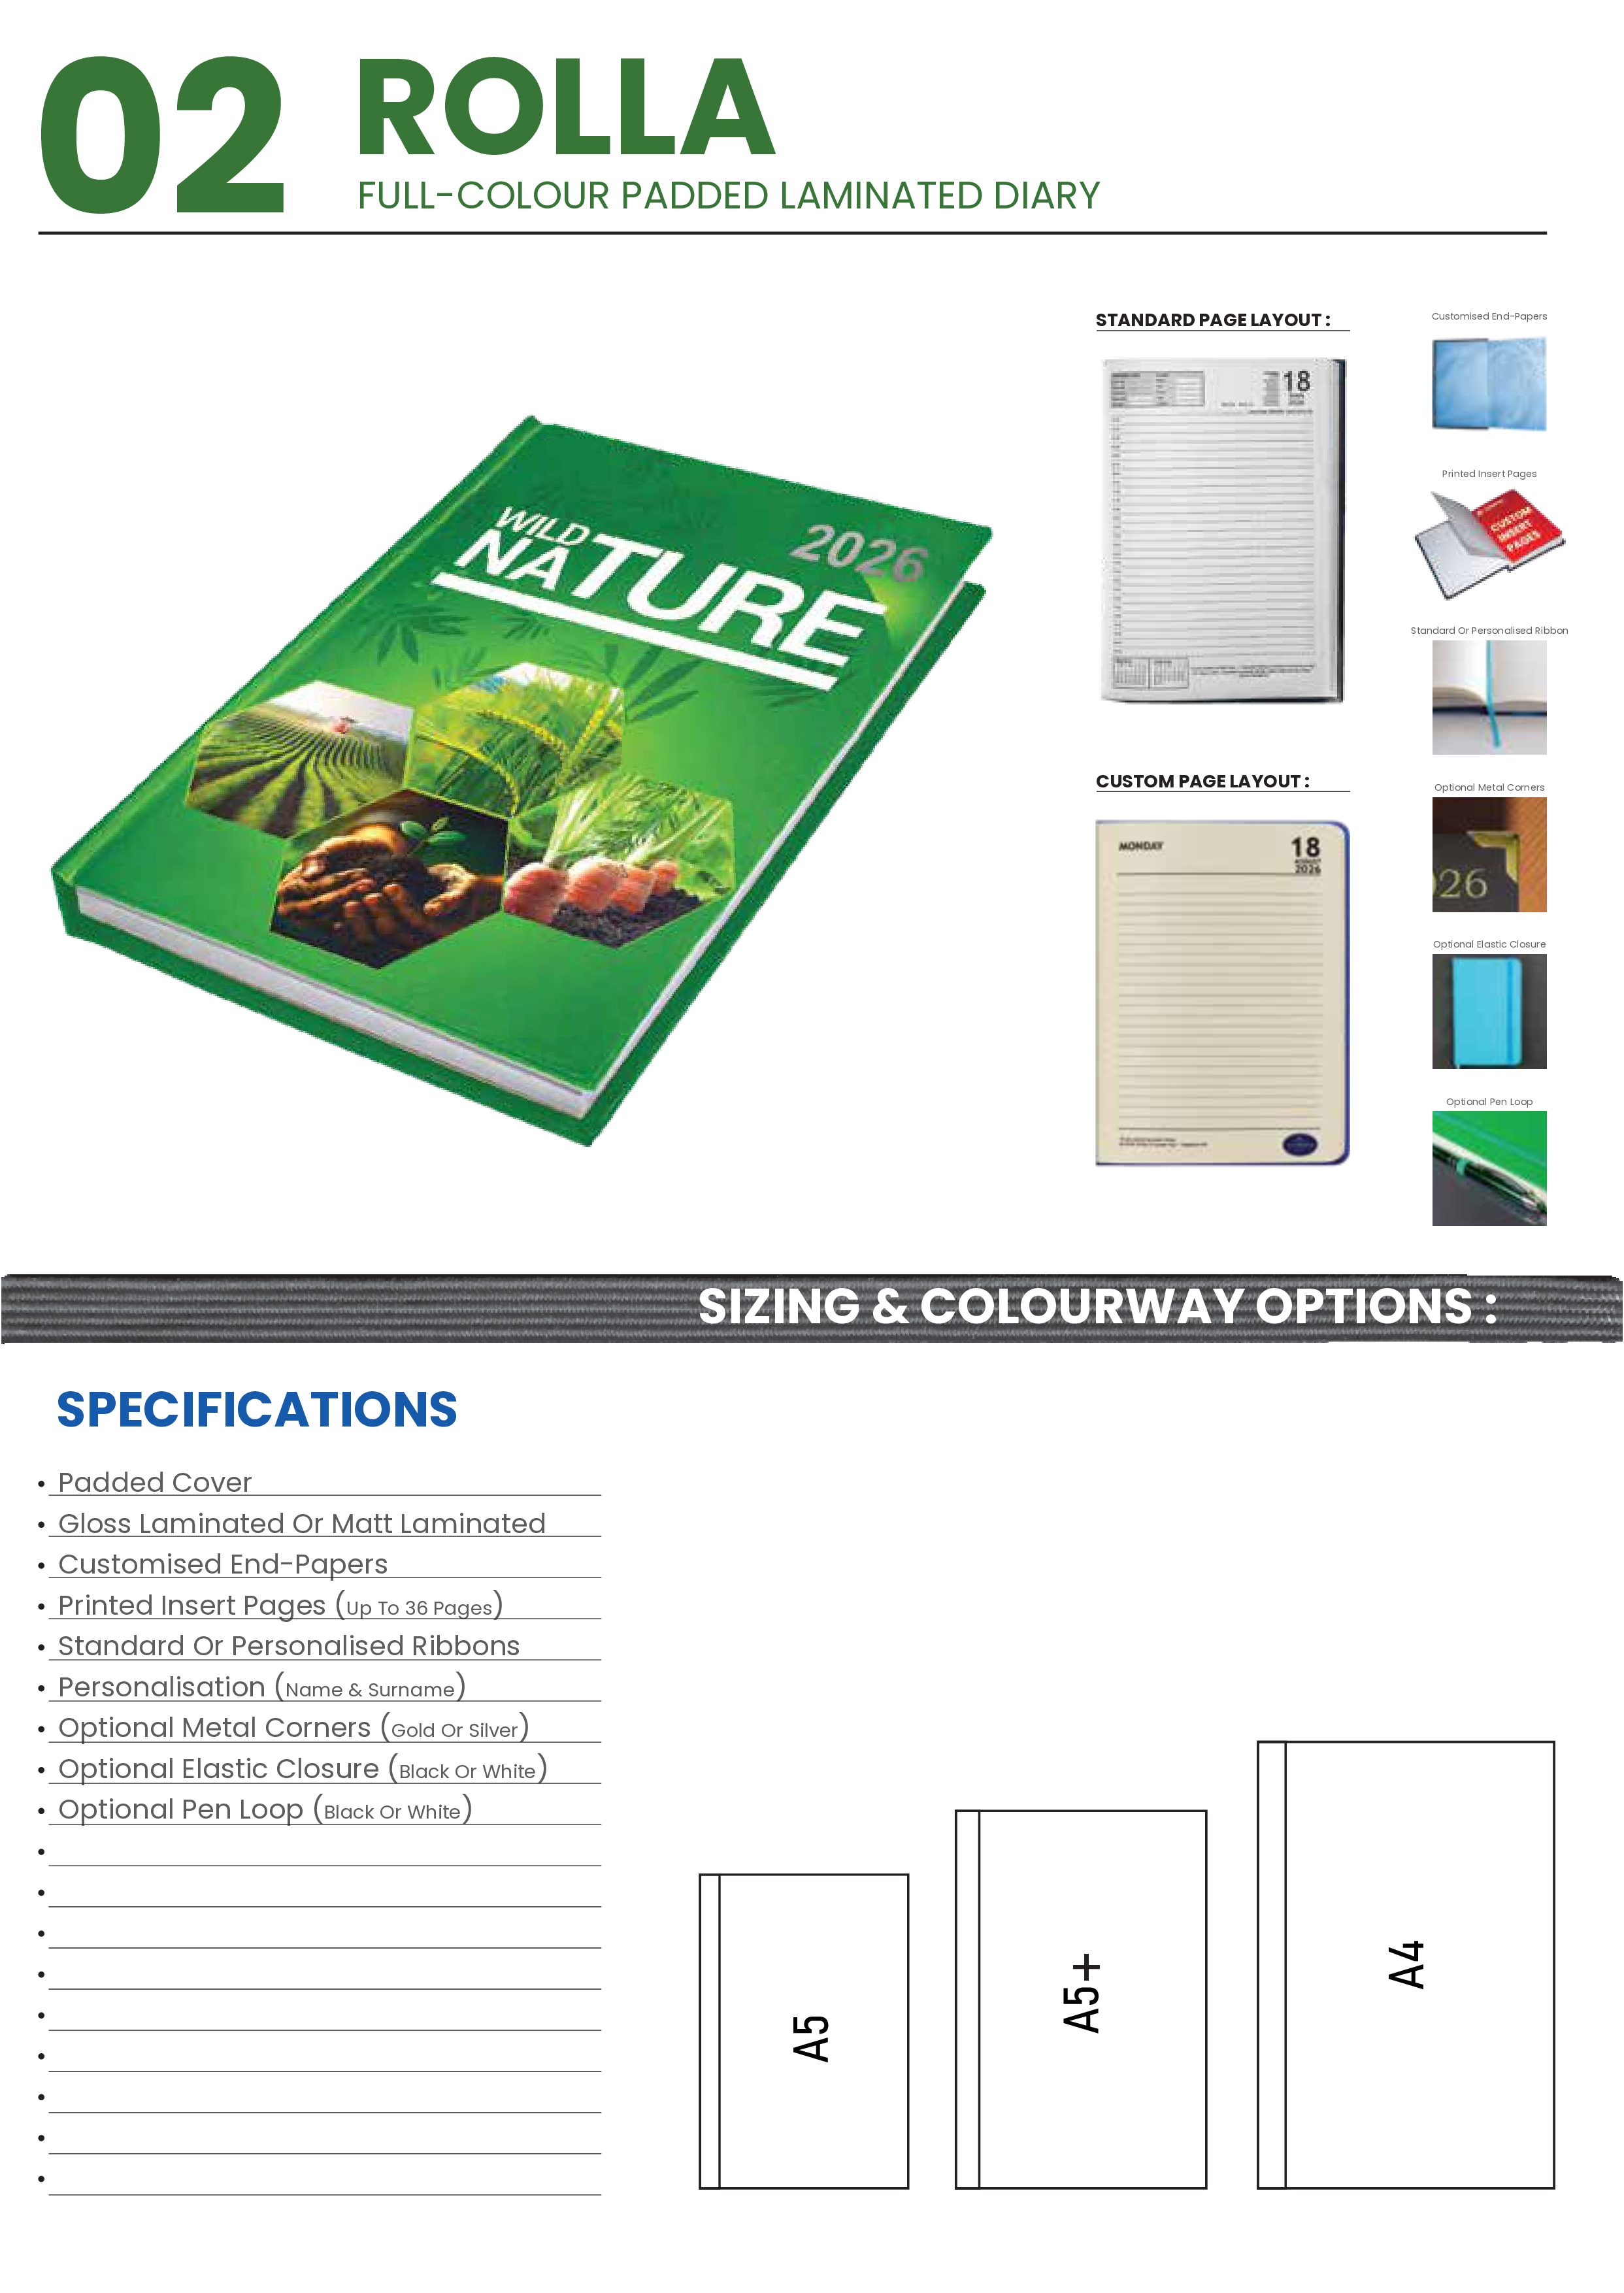 02
ROLLA
FULL-COLOUR PADDED LAMINATED DIARY
WILD
NATURE
2026
STANDARD PAGE LAYOUT :
18
2026
CUSTOM PAGE LAYOUT :
MONDAY
18
AUGUST
2026
Customised End-Papers
Printed Insert Pages
CUSTOM
INSERT
PAGES
Standard Or Personalised Ribbon
Optional Metal Corners
26
Optional Elastic Closure
Optional Pen Loop
SIZING & COLOURWAY OPTIONS :
SPECIFICATIONS
• Padded Cover
• Gloss Laminated Or Matt Laminated
• Customised End-Papers
• Printed Insert Pages (Up To 36 Pages)
• Standard Or Personalised Ribbons
• Personalisation (Name & Surname)
• Optional Metal Corners (Gold Or Silver)
• Optional Elastic Closure (Black Or White)
• Optional Pen Loop (Black Or White)
A5
A5+
A4